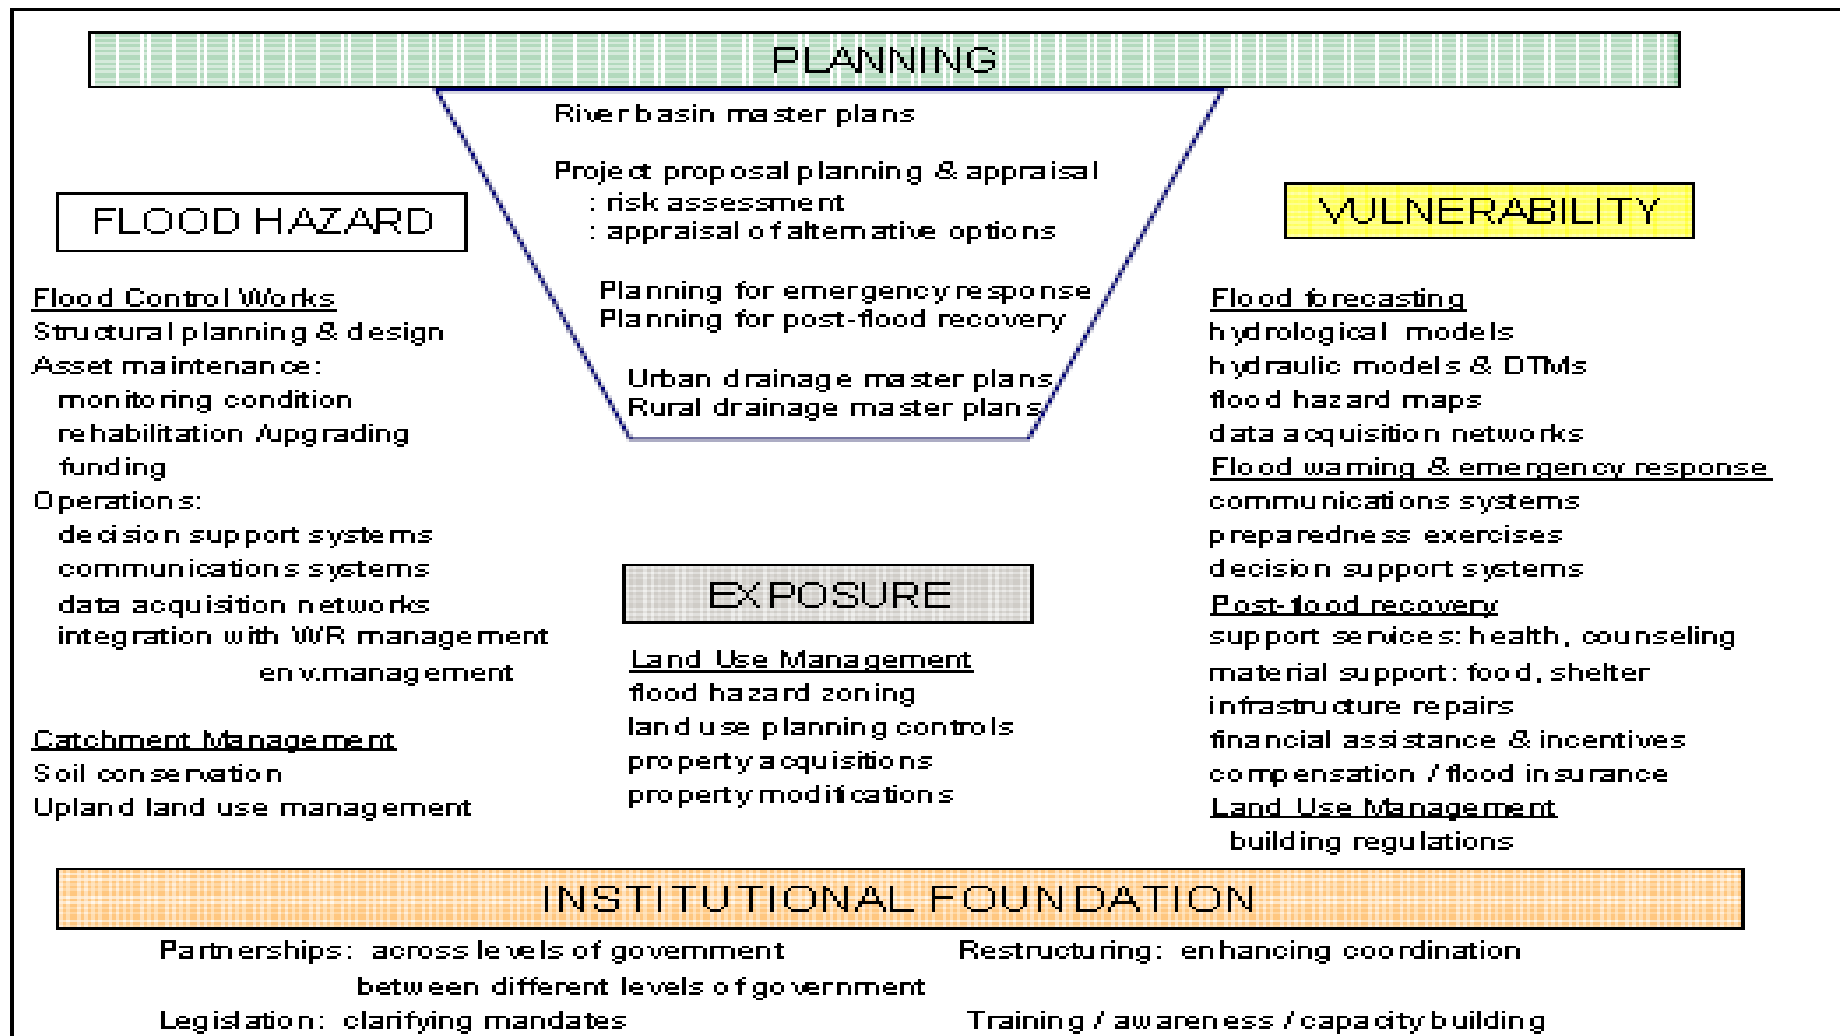 PLANNING
River basin master plans
Project proposal planning & appraisal
: risk assessment
: appraisal of alternative options
Planning for emergency response
Planning for post-flood recovery
Urban drainage master plans
Rural drainage master plans
FLOOD HAZARD
Flood Control Works
Structural planning & design
Asset maintenance:
monitoring condition
rehabilitation /upgrading
funding
Operations:
decision support systems
communications systems
data acquisition networks
integration with WR management
env.management
Catchment Management
Soil conservation
Upland land use management
EXPOSURE
Land Use Management
flood hazard zoning
land use planning controls
property acquisitions
property modifications
VULNERABILITY
Flood forecasting
hydrological models
hydraulic models & DTMs
flood hazard maps
data acquisition networks
Flood warning & emergency response
communications systems
preparedness exercises
decision support systems
Post-flood recovery
support services: health, counseling
material support: food, shelter
infrastructure repairs
financial assistance & incentives
compensation / flood insurance
Land Use Management
building regulations
INSTITUTIONAL FOUNDATION
Partnerships: across levels of government
between different levels of government
Legislation: clarifying mandates
Restructuring: enhancing coordination
Training / awareness / capacity building